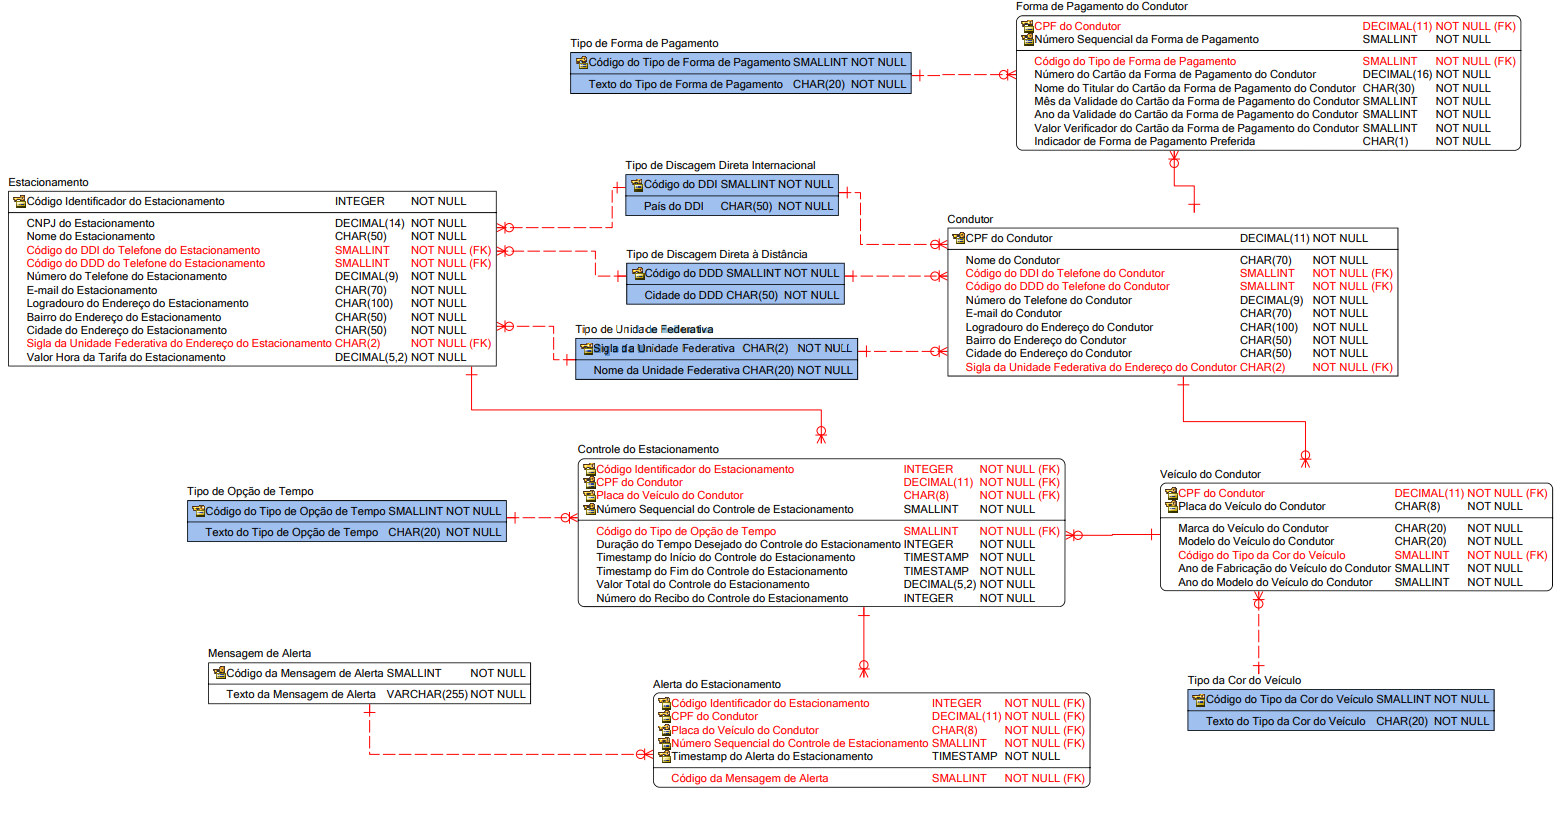 Forma de Pagamento do Condutor
CPF do Condutor DECIMAL(11) NOT NULL (FK)
Número Sequencial da Forma de Pagamento SMALLINT NOT NULL
Código do Tipo de Forma de Pagamento SMALLINT NOT NULL (FK)
Número do Cartão da Forma de Pagamento do Condutor DECIMAL(16) NOT NULL
Nome do Titular do Cartão da Forma de Pagamento do Condutor CHAR(30) NOT NULL
Mês da Validade do Cartão da Forma de Pagamento do Condutor SMALLINT NOT NULL
Ano da Validade do Cartão da Forma de Pagamento do Condutor SMALLINT NOT NULL
Valor Verificador do Cartão da Forma de Pagamento do Condutor SMALLINT NOT NULL
Indicador de Forma de Pagamento Preferida CHAR(1) NOT NULL
Tipo de Forma de Pagamento
Código do Tipo de Forma de Pagamento SMALLINT NOT NULL
Texto do Tipo de Forma de Pagamento CHAR(20) NOT NULL
Tipo de Discagem Direta Internacional
Código do DDI SMALLINT NOT NULL
País do DDI CHAR(50) NOT NULL
Estacionamento
Código Identificador do Estacionamento INTEGER NOT NULL
CNPJ do Estacionamento DECIMAL(14) NOT NULL
Nome do Estacionamento CHAR(50) NOT NULL
Código do DDI do Telefone do Estacionamento SMALLINT NOT NULL (FK)
Código do DDD do Telefone do Estacionamento SMALLINT NOT NULL (FK)
Número do Telefone do Estacionamento DECIMAL(9) NOT NULL
E-mail do Estacionamento CHAR(70) NOT NULL
Logradouro do Endereço do Estacionamento CHAR(100) NOT NULL
Bairro do Endereço do Estacionamento CHAR(50) NOT NULL
Cidade do Endereço do Estacionamento CHAR(50) NOT NULL
Sigla da Unidade Federativa do Endereço do Estacionamento CHAR(2) NOT NULL (FK)
Valor Hora da Tarifa do Estacionamento DECIMAL(5,2) NOT NULL
Tipo de Discagem Direta à Distância
Código do DDD SMALLINT NOT NULL
Cidade do DDD CHAR(50) NOT NULL
Tipo de Unidade Federativa
Sigla da Unidade Federativa CHAR(2) NOT NULL
Nome da Unidade Federativa CHAR(20) NOT NULL
Condutor
CPF do Condutor DECIMAL(11) NOT NULL
Nome do Condutor CHAR(70) NOT NULL
Código do DDI do Telefone do Condutor SMALLINT NOT NULL (FK)
Código do DDD do Telefone do Condutor SMALLINT NOT NULL (FK)
Número do Telefone do Condutor DECIMAL(9) NOT NULL
E-mail do Condutor CHAR(70) NOT NULL
Logradouro do Endereço do Condutor CHAR(100) NOT NULL
Bairro do Endereço do Condutor CHAR(50) NOT NULL
Cidade do Endereço do Condutor CHAR(50) NOT NULL
Sigla da Unidade Federativa do Endereço do Condutor CHAR(2) NOT NULL (FK)
Controle do Estacionamento
Código Identificador do Estacionamento INTEGER NOT NULL (FK)
CPF do Condutor DECIMAL(11) NOT NULL (FK)
Placa do Veículo do Condutor CHAR(8) NOT NULL (FK)
Número Sequencial do Controle de Estacionamento SMALLINT NOT NULL
Código do Tipo de Opção de Tempo SMALLINT NOT NULL (FK)
Duração do Tempo Desejado do Controle do Estacionamento INTEGER NOT NULL
Timestamp do Início do Controle do Estacionamento TIMESTAMP NOT NULL
Timestamp do Fim do Controle do Estacionamento TIMESTAMP NOT NULL
Valor Total do Controle do Estacionamento DECIMAL(5,2) NOT NULL
Número do Recibo do Controle do Estacionamento INTEGER NOT NULL
Veículo do Condutor
CPF do Condutor DECIMAL(11) NOT NULL (FK)
Placa do Veículo do Condutor CHAR(8) NOT NULL
Marca do Veículo do Condutor CHAR(20) NOT NULL
Modelo do Veículo do Condutor CHAR(20) NOT NULL
Código do Tipo da Cor do Veículo SMALLINT NOT NULL (FK)
Ano de Fabricação do Veículo do Condutor SMALLINT NOT NULL
Ano do Modelo do Veículo do Condutor SMALLINT NOT NULL
Tipo de Opção de Tempo
Código do Tipo de Opção de Tempo SMALLINT NOT NULL
Texto do Tipo de Opção de Tempo CHAR(20) NOT NULL
Mensagem de Alerta
Código da Mensagem de Alerta SMALLINT NOT NULL
Texto da Mensagem de Alerta VARCHAR(255) NOT NULL
Alerta do Estacionamento
Código Identificador do Estacionamento INTEGER NOT NULL (FK)
CPF do Condutor DECIMAL(11) NOT NULL (FK)
Placa do Veículo do Condutor CHAR(8) NOT NULL (FK)
Número Sequencial do Controle de Estacionamento SMALLINT NOT NULL (FK)
Timestamp do Alerta do Estacionamento TIMESTAMP NOT NULL
Código da Mensagem de Alerta SMALLINT NOT NULL (FK)
Tipo da Cor do Veículo
Código do Tipo da Cor do Veículo SMALLINT NOT NULL
Texto do Tipo da Cor do Veículo CHAR(20) NOT NULL